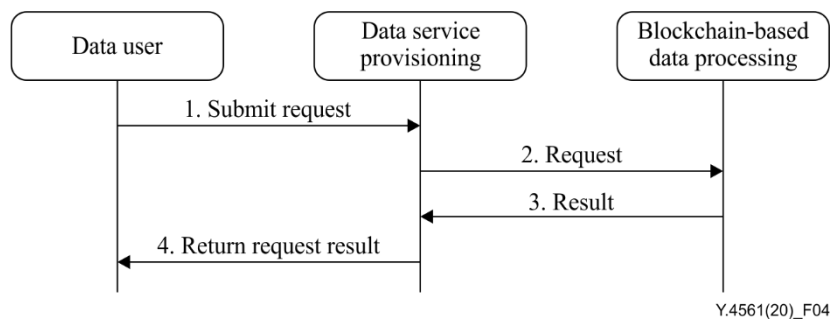 Data user
Data service
provisioning
Blockchain-based
data processing
1. Submit request
2. Request
3. Result
4. Return request result
Y.4561(20)_F04